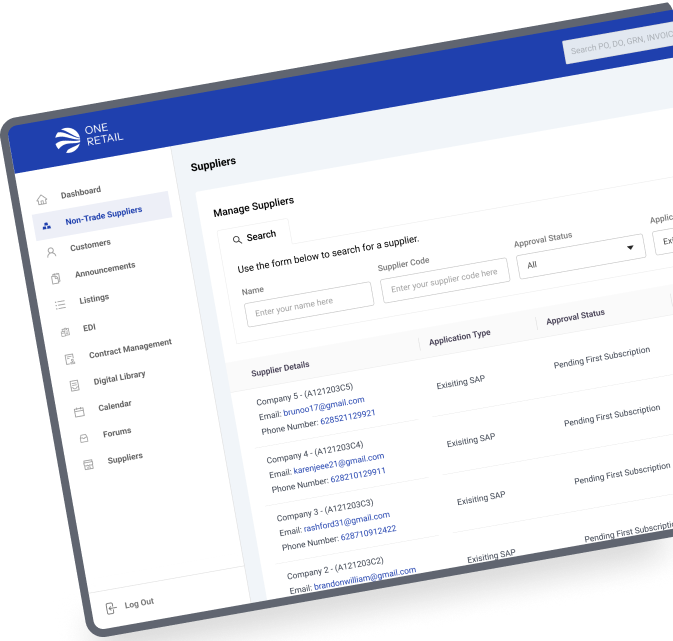 Search PO, DO, GRN, INVOIC
ONE
RETAIL
Dashboard
Non-Trade Suppliers
Customers
Announcements
Listings
EDI
Contract Management
Digital Library
Calendar
Forums
Suppliers
Log Out
Suppliers
Manage Suppliers
Search
Use the form below to search for a supplier.
Name
Enter your name here
Supplier Code
Enter your supplier code here
Approval Status
All
Applic
Exi
Supplier Details Application Type Approval Status
Company 5 - (A121203C5)
Email: brunoo17@gmail.com
Phone Number: 628521129921
Exisiting SAP
Pending First Subscription
Company 4 - (A121203C4)
Email: karenjeee21@gmail.com
Phone Number: 628210129911
Exisiting SAP
Pending First Subscription
Company 3 - (A121203C3)
Email: rashford31@gmail.com
Phone Number: 628710912422
Exisiting SAP
Pending First Subscription
Company 2 - (A121203C2)
Email: brandonwilliam@gmail.com
Exisiting SAP
Pending First Subscriptio